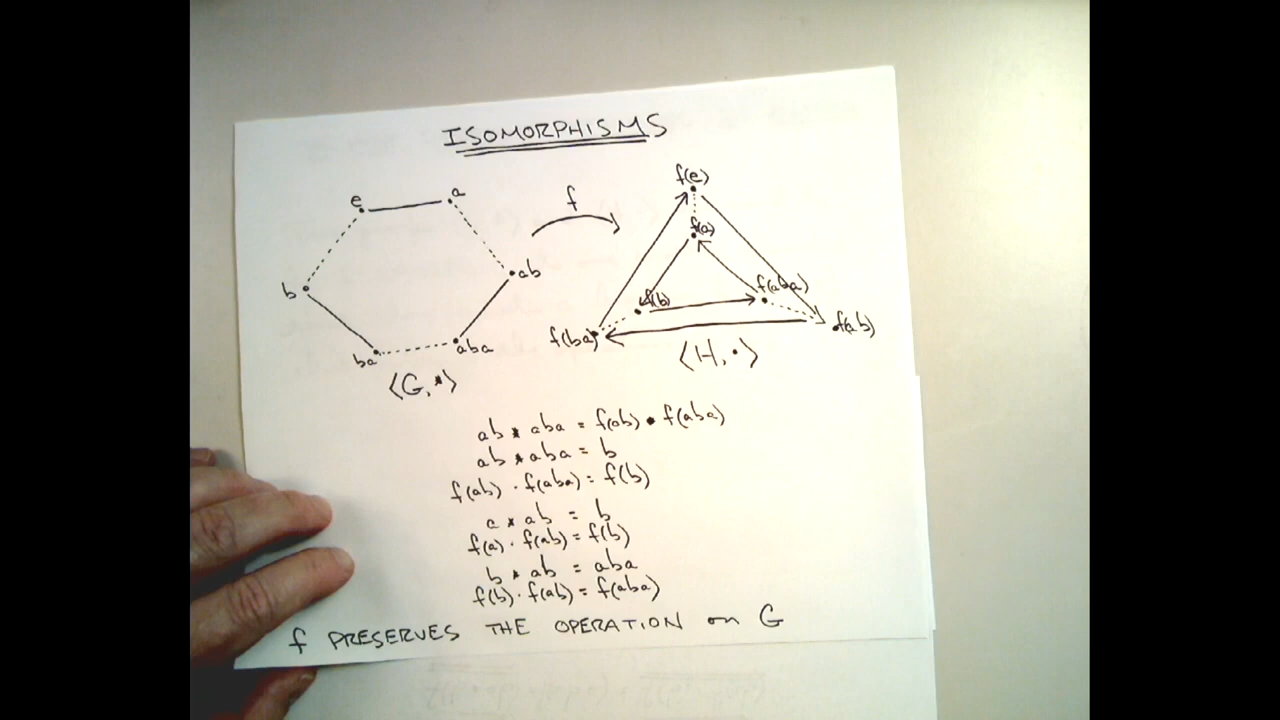 ISOMORPHISMS
e a
f
f(e)
f(a)
b ab
f(b) f(aba)
ba aba
f(ba) f(ab)
⟨G, *⟩
⟨H, ·⟩
ab * aba = f(ab) · f(aba)
ab * aba = b
f(ab) · f(aba) = f(b)
a * ab = b
f(a) · f(ab) = f(b)
b * ab = aba
f(b) · f(ab) = f(aba)
f PRESERVES THE OPERATION on G